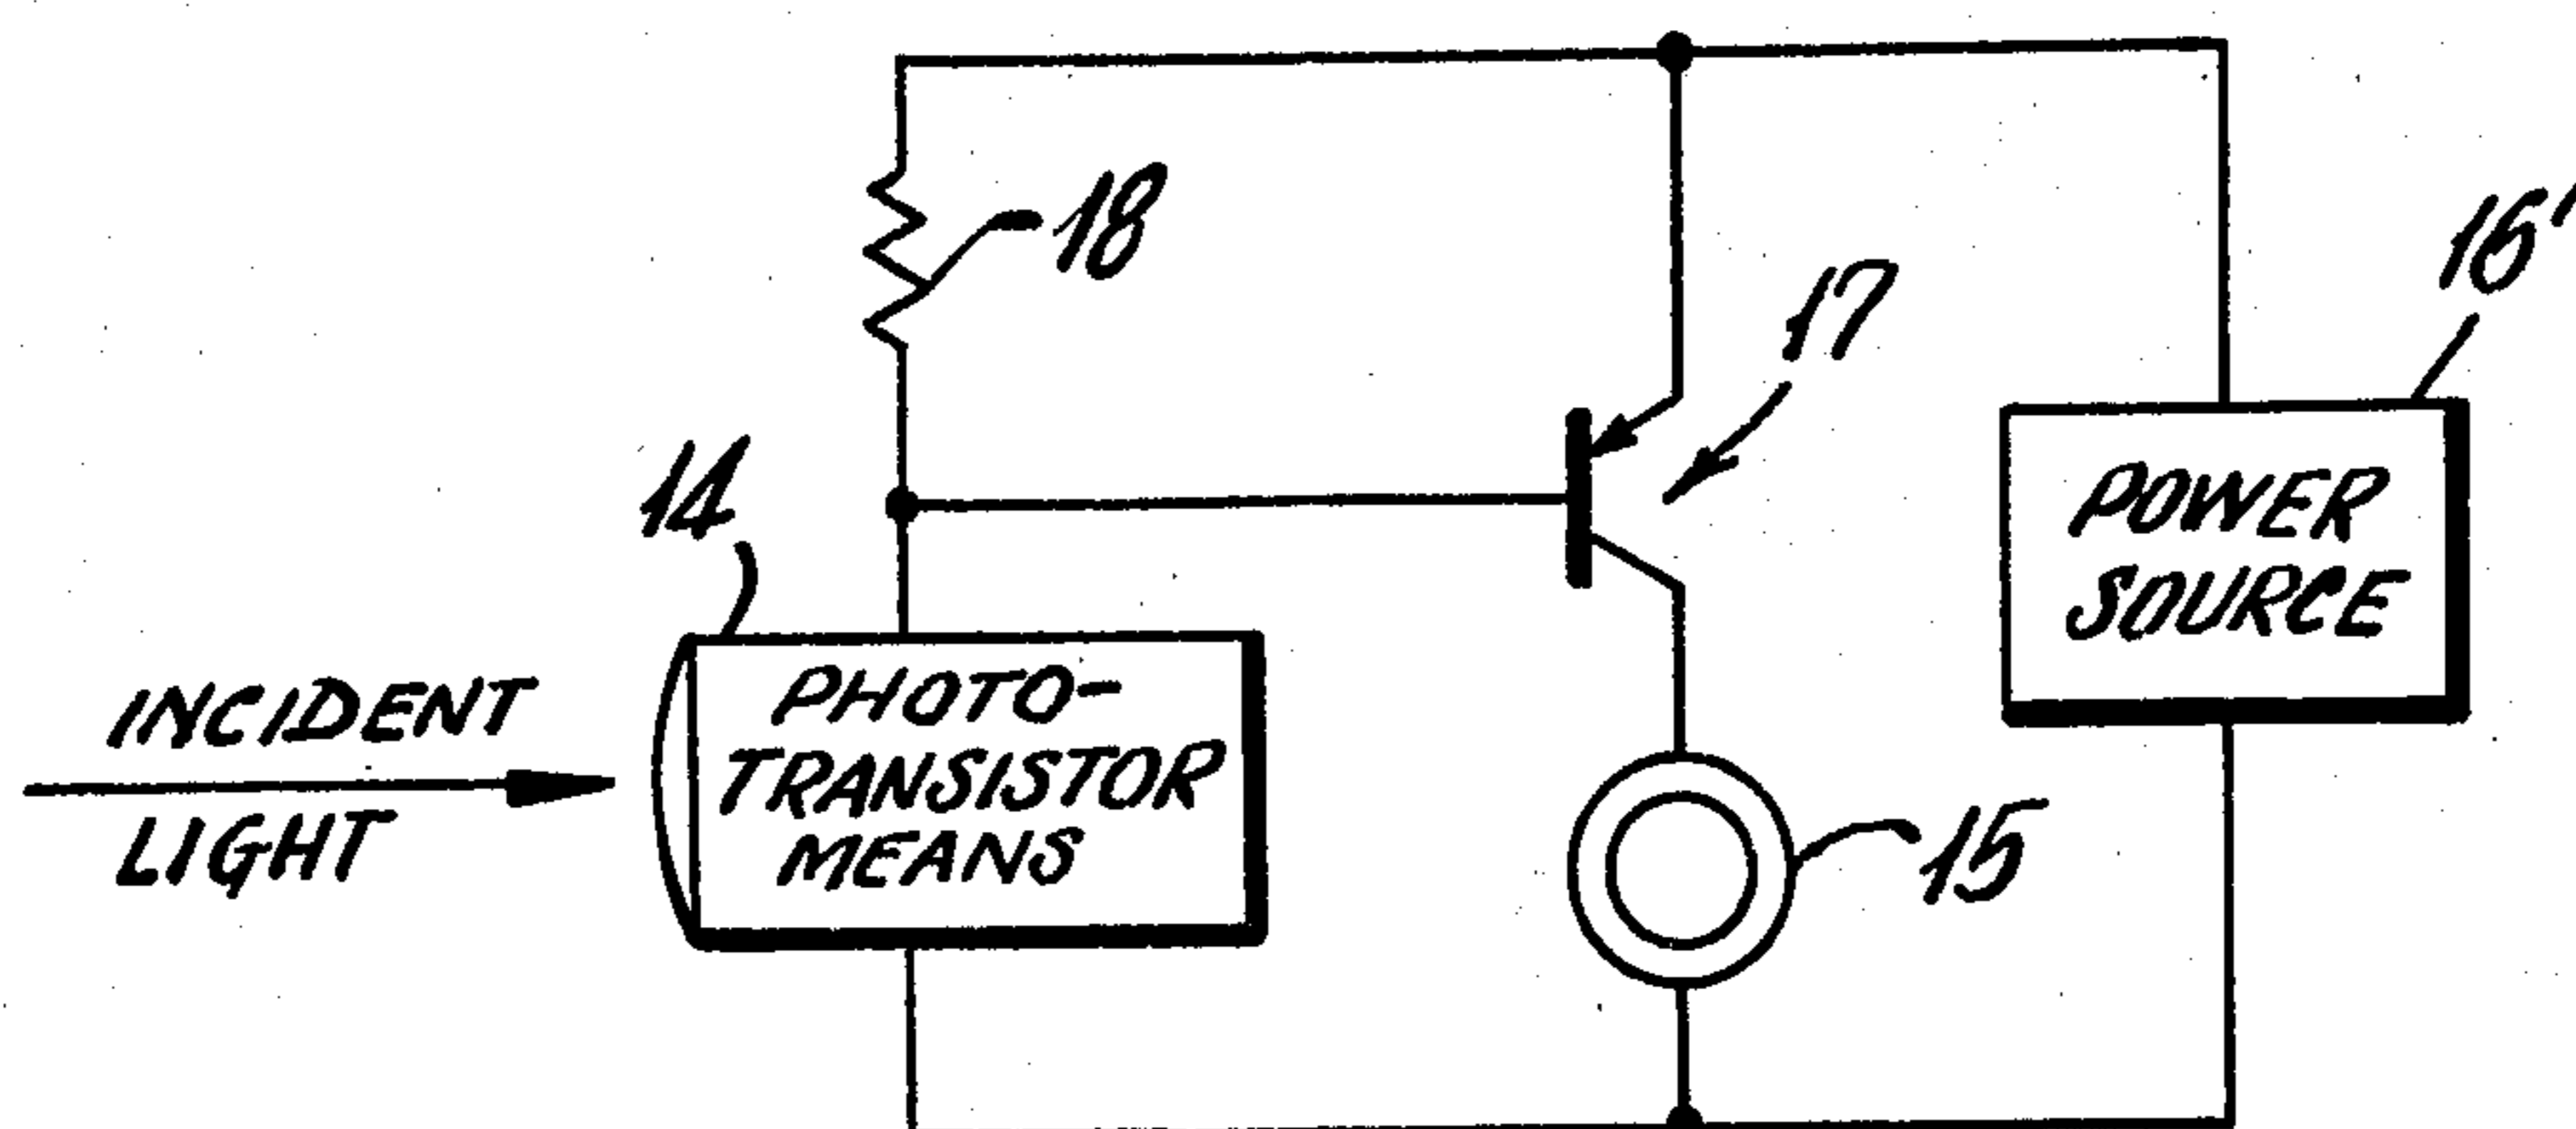 18
16'
17
14
POWER
SOURCE
PHOTO-
TRANSISTOR
MEANS
INCIDENT
LIGHT
15